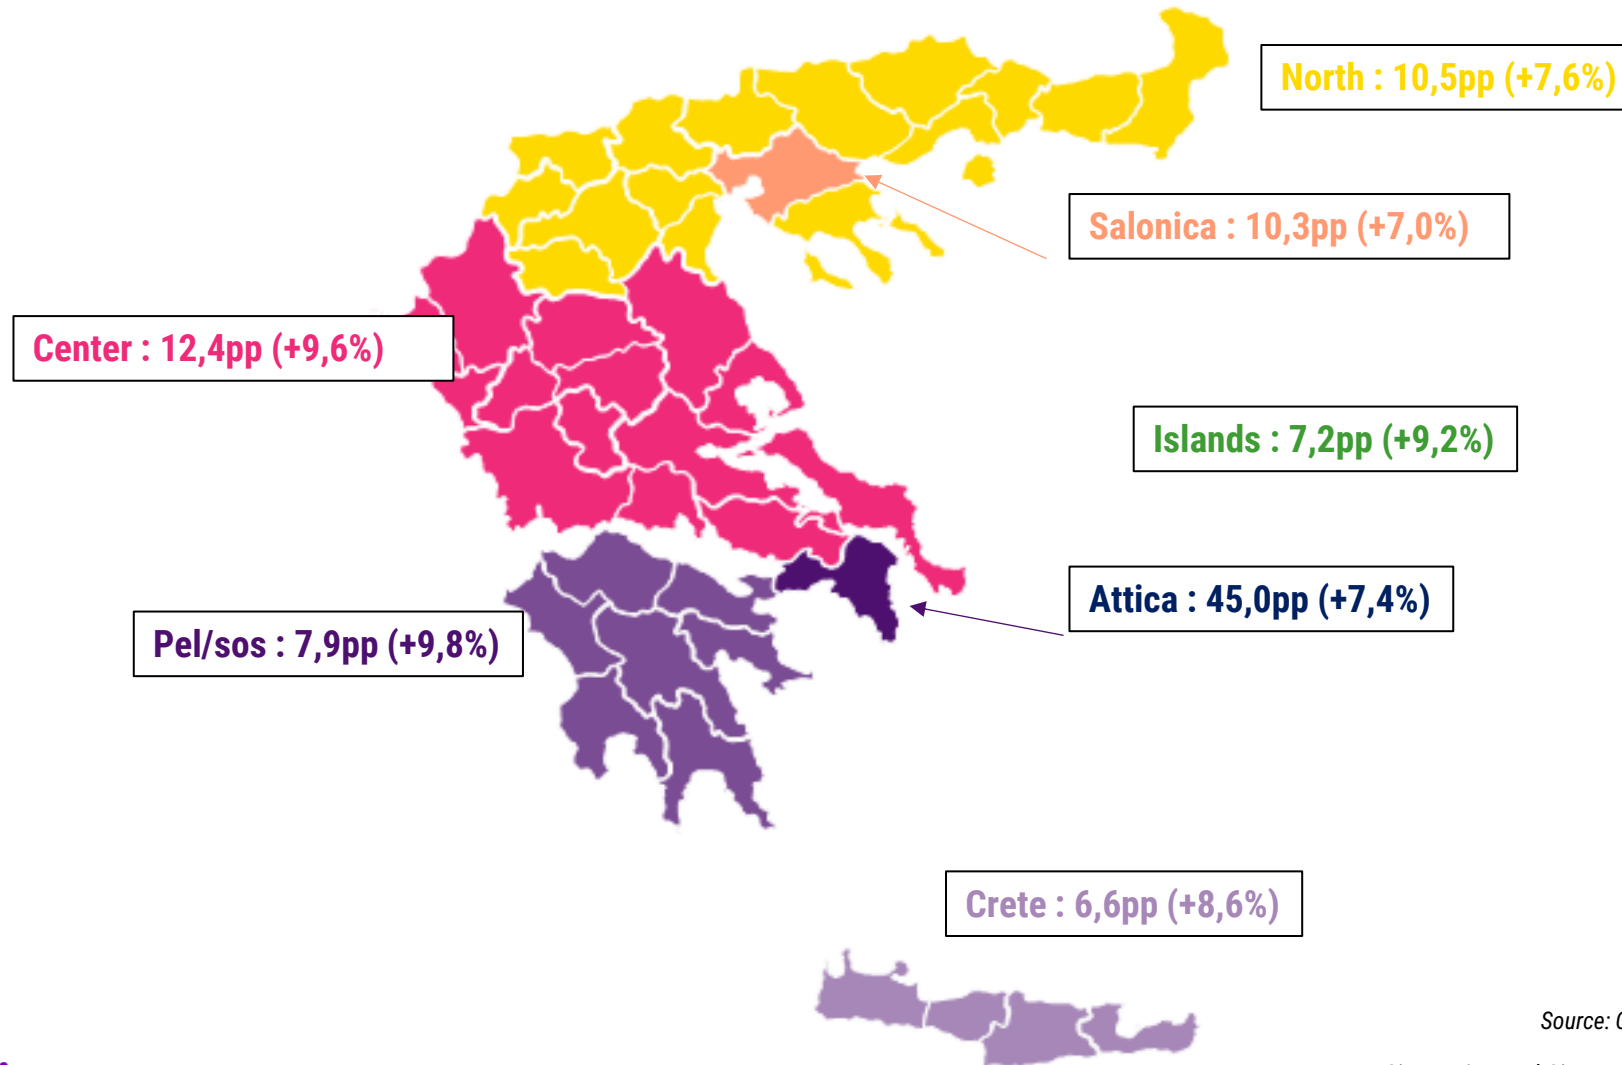 North : 10,5pp (+7,6%)
Salonica : 10,3pp (+7,0%)
Center : 12,4pp (+9,6%)
Islands : 7,2pp (+9,2%)
Attica : 45,0pp (+7,4%)
Pel/sos : 7,9pp (+9,8%)
Crete : 6,6pp (+8,6%)
Source: